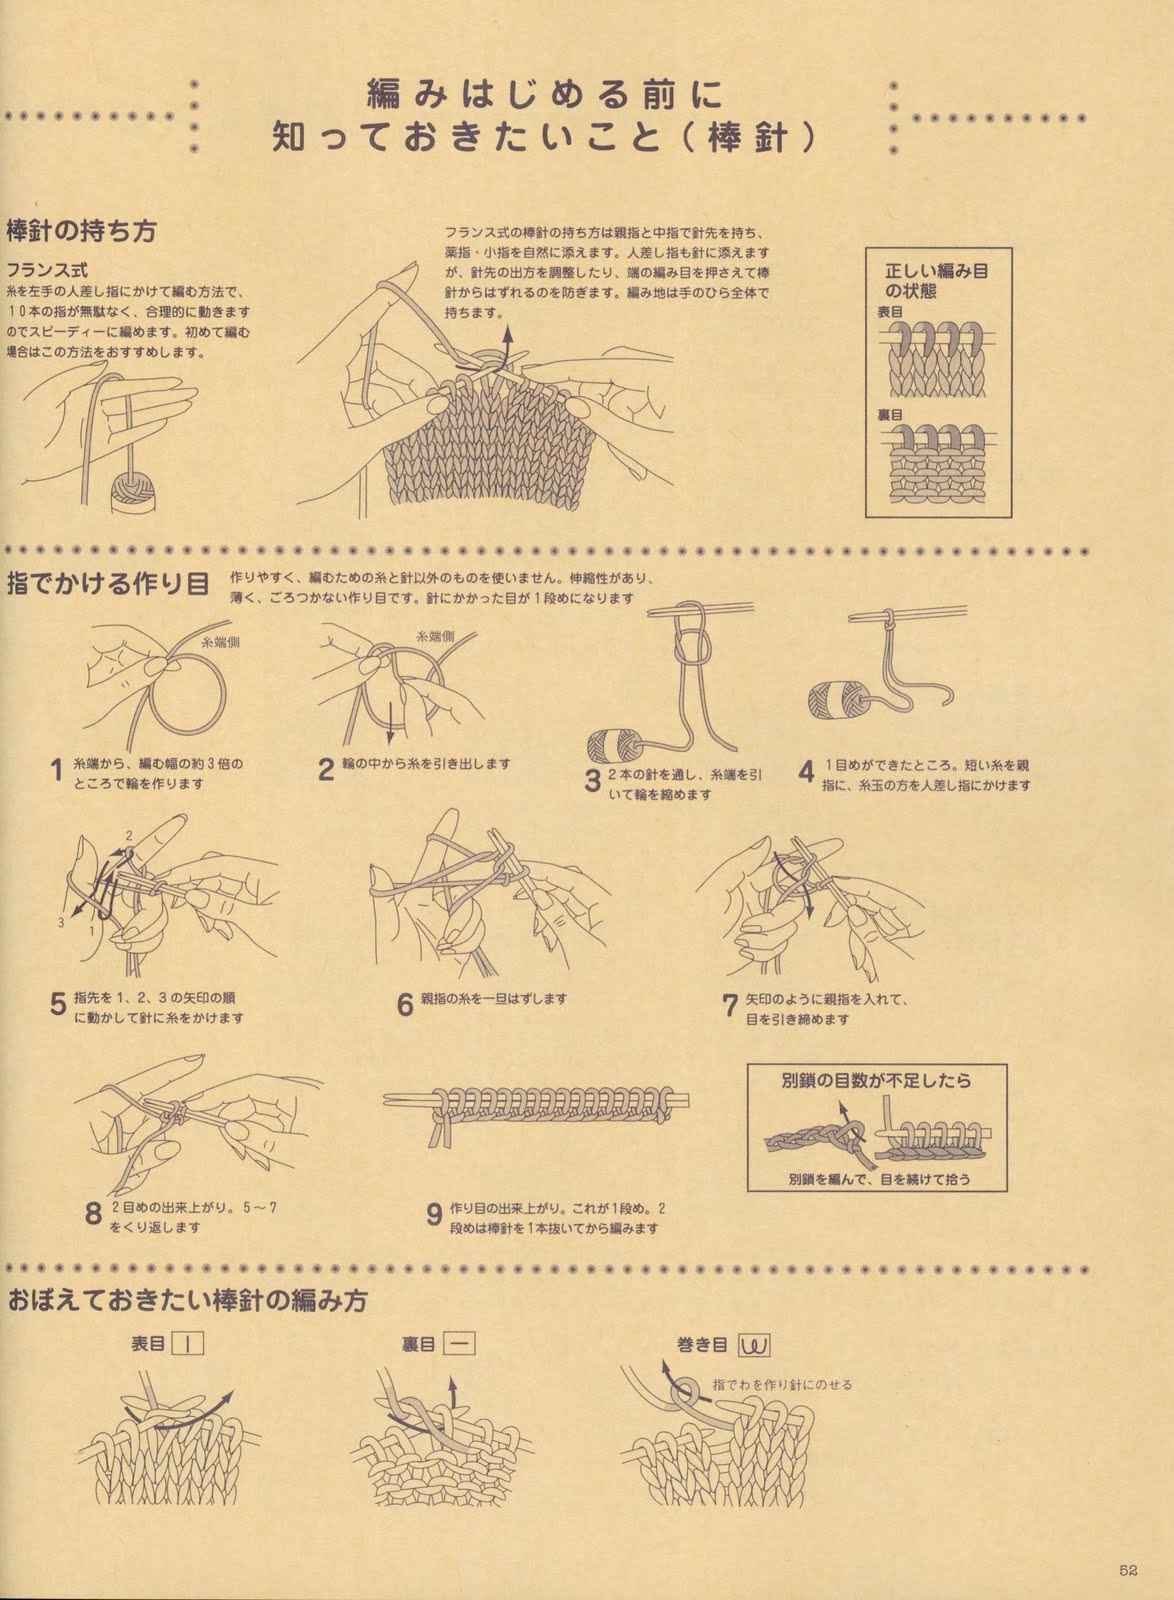 編みはじめる前に
知っておきたいこと（棒針）
棒針の持ち方
フランス式
糸を左手の人差し指にかけて編む方法で、
10本の指が無駄なく、合理的に動きます
のでスピーディーに編めます。初めて編む
場合はこの方法をおすすめします。
フランス式の棒針の持ち方は親指と中指で針先を持ち、
薬指・小指を自然に添えます。人差し指も針に添えます
が、針先の出方を調整したり、端の編み目を押さえて棒
針からはずれるのを防ぎます。編み地は手のひら全体で
持ちます。
正しい編み目
の状態
表目
裏目
指でかける作り目
作りやすく、編むための糸と針以外のものを使いません。伸縮性があり、
薄く、ごろつかない作り目です。針にかかった目が1段めになります
糸端側
糸端側
1 糸端から、編む幅の約3倍の
ところで輪を作ります
2 輪の中から糸を引き出します
3 2本の針を通し、糸端を引
いて輪を縮めます
4 1目めができたところ。短い糸を親
指に、糸玉の方を人差し指にかけます
2
3
1
5 指先を1、2、3の矢印の順
に動かして針に糸をかけます
6 親指の糸を一旦はずします
7 矢印のように親指を入れて、
目を引き締めます
8 2目めの出来上がり。5～7
をくり返します
9 作り目の出来上がり。これが1段め。2
段めは棒針を1本抜いてから編みます
別鎖の目数が不足したら
別鎖を編んで、目を続けて拾う
おぼえておきたい棒針の編み方
表目
裏目
巻き目
指でわを作り針にのせる
52